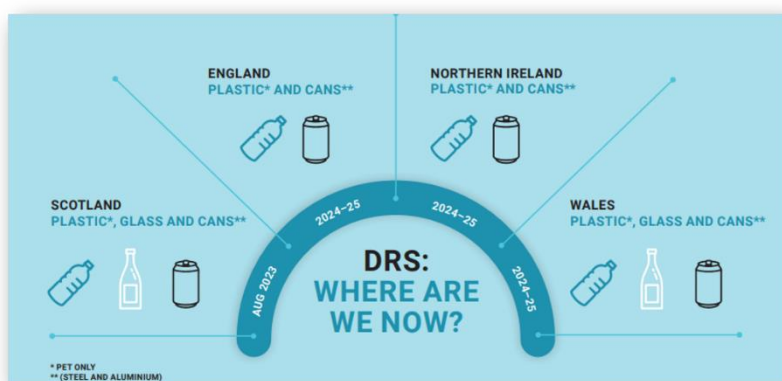 ENGLAND
PLASTIC* AND CANS**
NORTHERN IRELAND
PLASTIC* AND CANS**
SCOTLAND
PLASTIC*, GLASS AND CANS**
WALES
PLASTIC*, GLASS AND CANS**
AUG 2023
2024–25
2024–25
2024–25
DRS:
WHERE ARE
WE NOW?
* PET ONLY
** (STEEL AND ALUMINIUM)